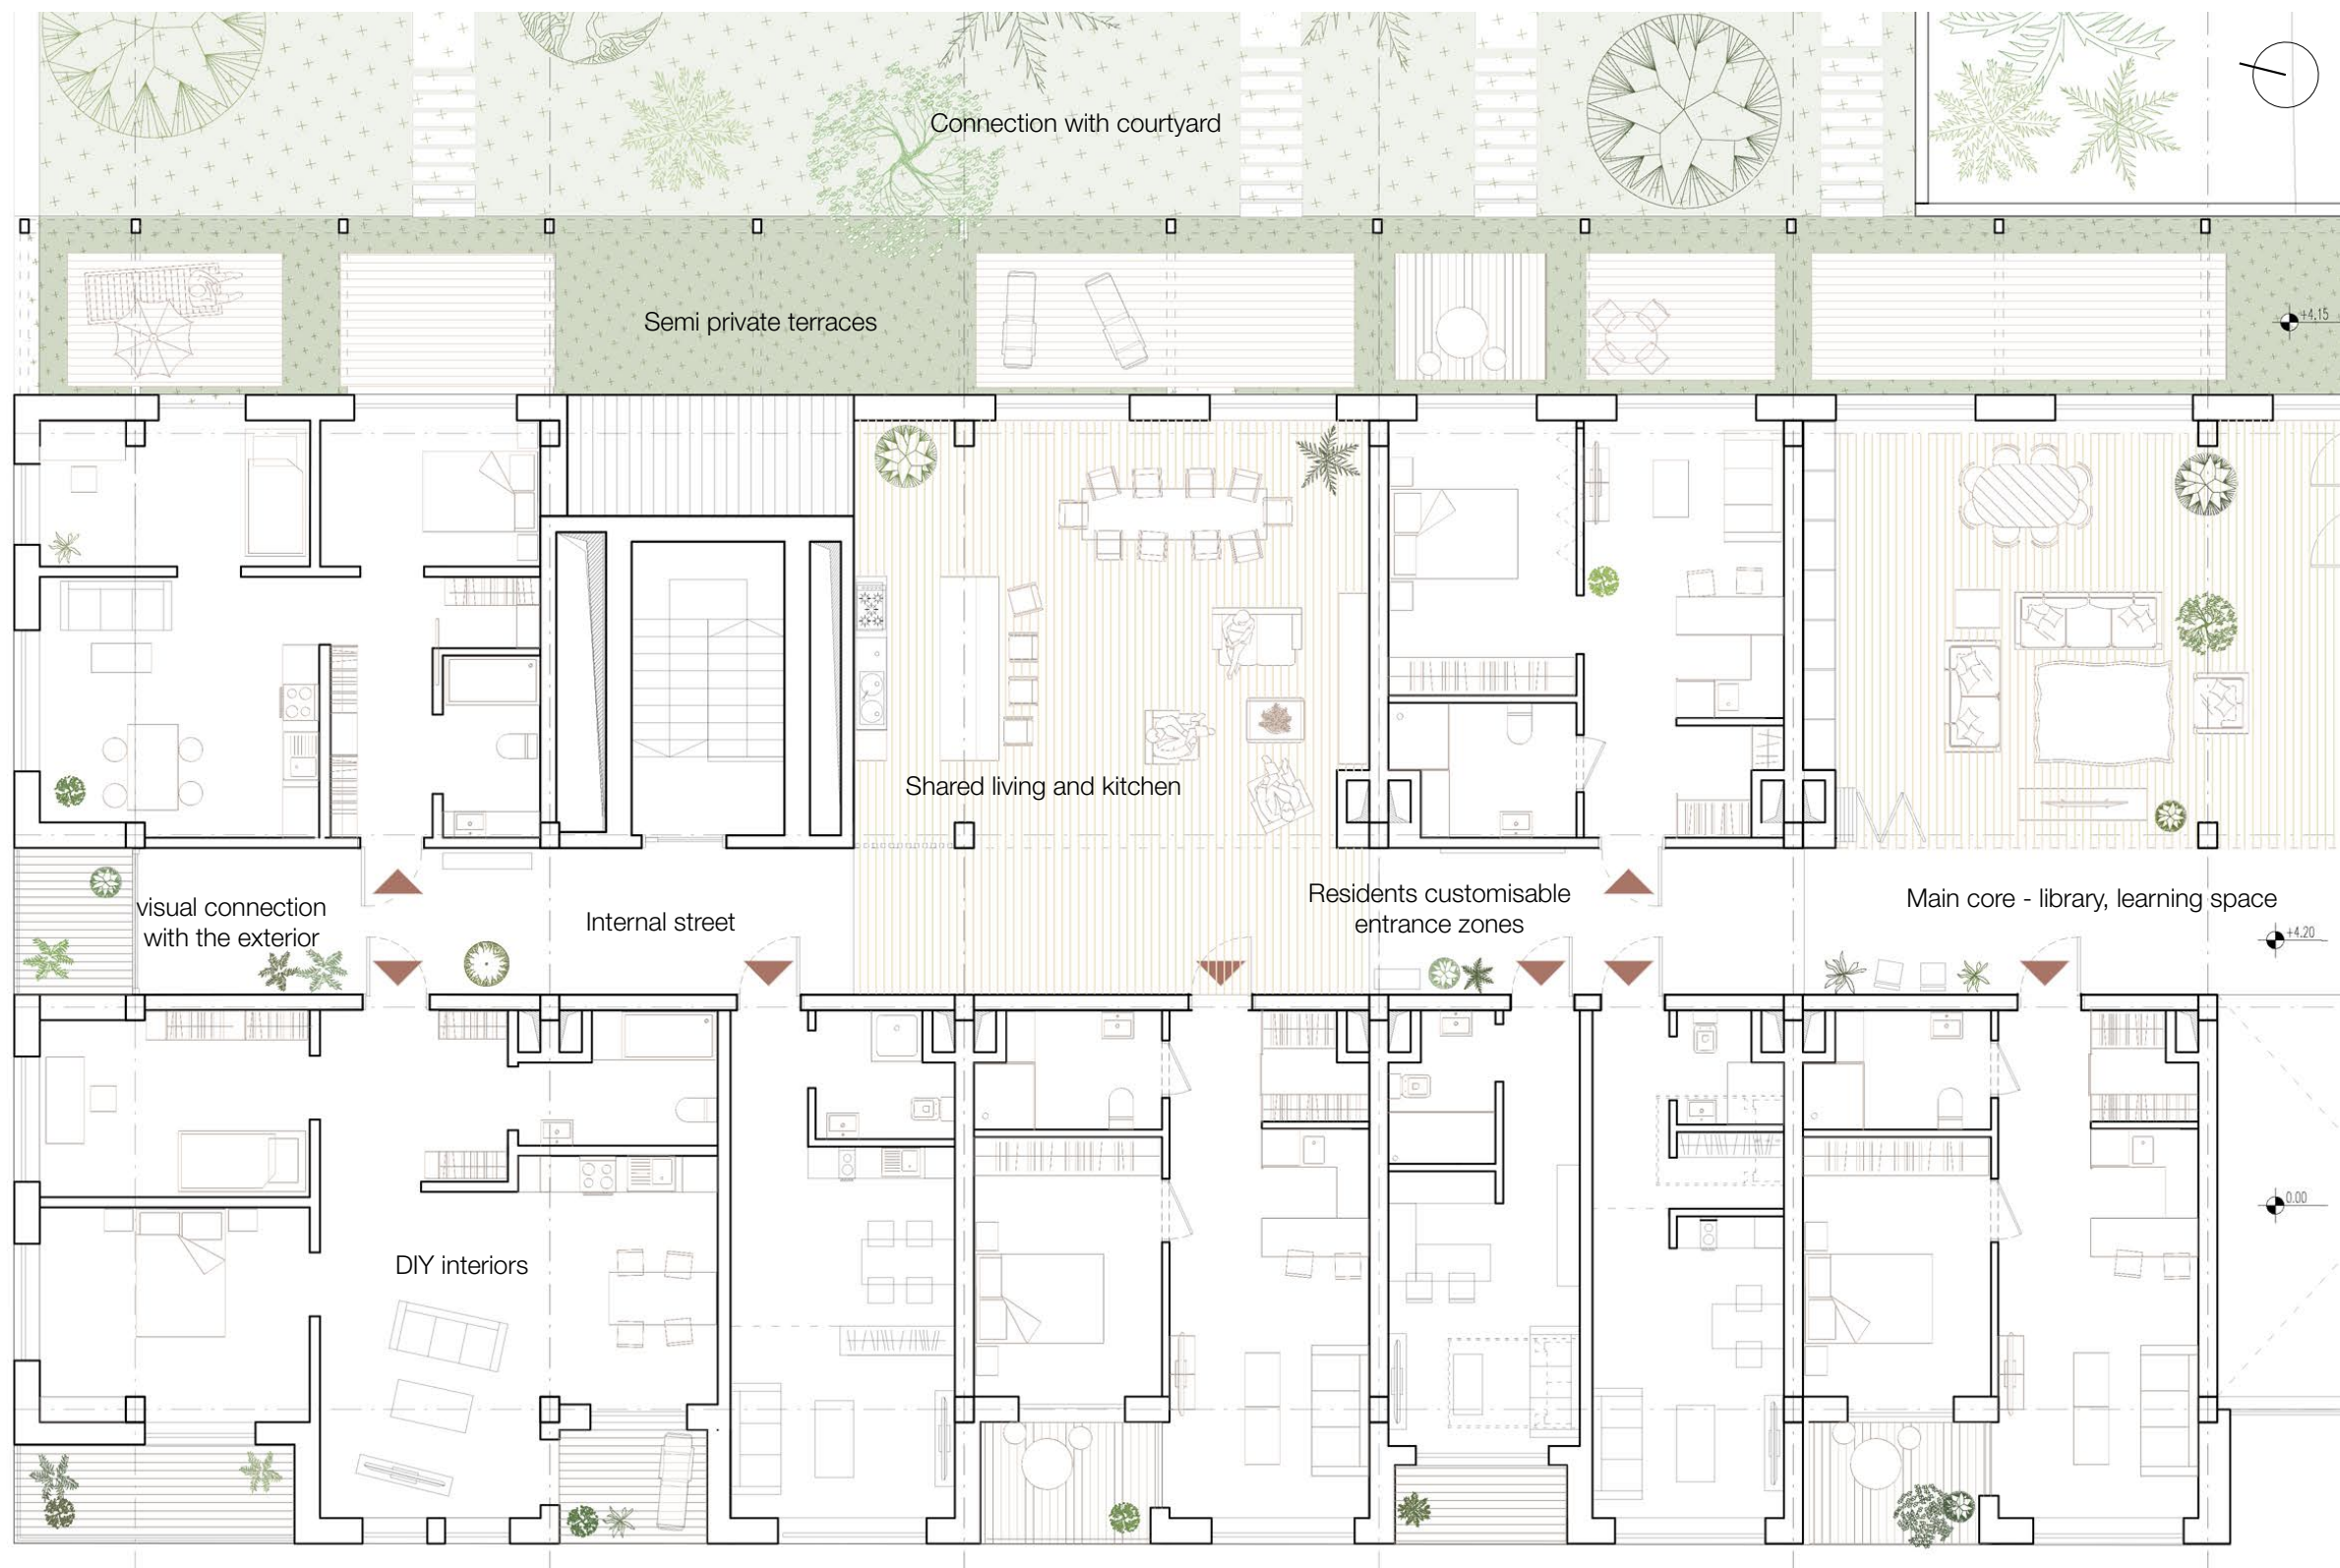 Connection with courtyard
Semi private terraces
+4.15
Shared living and kitchen
visual connection
with the exterior
Internal street
Residents customisable
entrance zones
Main core - library, learning space
+4.20
0.00
DIY interiors